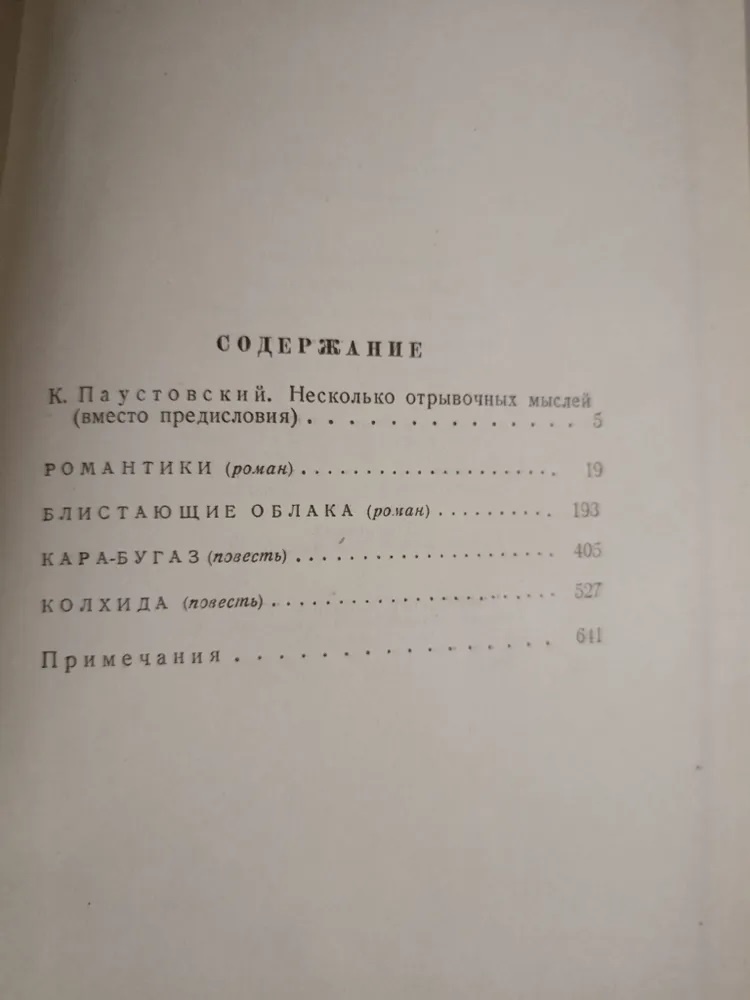 СОДЕРЖАНИЕ
К. Паустовский. Несколько отрывочных мыслей
(вместо предисловия) . . . . . . . . . . . . . . 5
РОМАНТИКИ (роман) . . . . . . . . . . . . . . . . . . . . 19
БЛИСТАЮЩИЕ ОБЛАКА (роман) . . . . . . . . . . 193
КАРА-БУГАЗ (повесть) . . . . . . . . . . . . . . . . . . . . 405
КОЛХИДА (повесть) . . . . . . . . . . . . . . . . . . . . . . 527
Примечания . . . . . . . . . . . . . . . 641